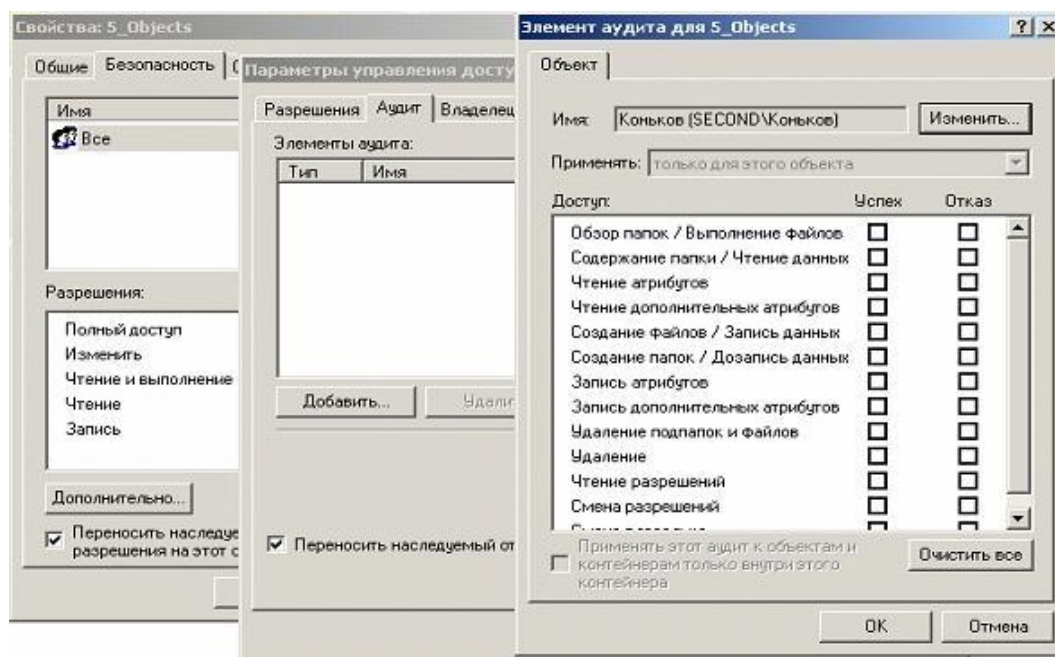 Свойства: 5_Objects
Общие Безопасность
Имя
Все
Разрешения:
Полный доступ
Изменить
Чтение и выполнение
Чтение
Запись
Дополнительно...
Переносить наследуе
разрешения на этот о
Параметры управления досту
Разрешения Аудит Владелец
Элементы аудита:
Тип Имя
Добавить... Удали
Переносить наследуемый от
Элемент аудита для 5_Objects
Объект
Имя: Коньков (SECOND\Коньков) Изменить...
Применять: только для этого объекта
Доступ: Успех Отказ
Обзор папок / Выполнение файлов
Содержание папки / Чтение данных
Чтение атрибутов
Чтение дополнительных атрибутов
Создание файлов / Запись данных
Создание папок / Дозапись данных
Запись атрибутов
Запись дополнительных атрибутов
Удаление подпапок и файлов
Удаление
Чтение разрешений
Смена разрешений
Применять этот аудит к объектам и
контейнерам только внутри этого
контейнера
Очистить все
OK Отмена